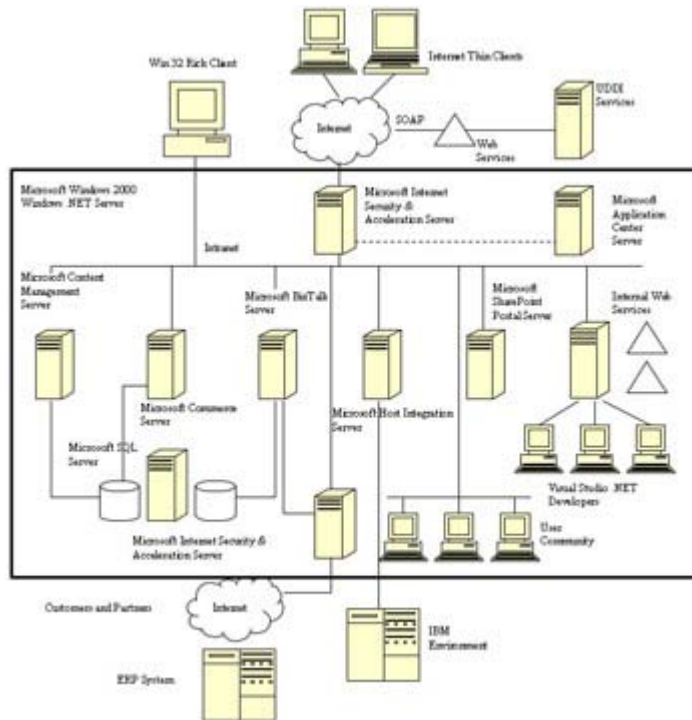 Win 32 Rich Client
Internet Thin Clients
UDDI
Services
Internet
SOAP
Web
Services
Microsoft Windows 2000
Windows .NET Server
Microsoft Internet
Security &
Acceleration Server
Microsoft
Application
Center
Server
Intranet
Microsoft Content
Management
Server
Microsoft BizTalk
Server
Microsoft
SharePoint
Portal Server
Internal Web
Services
Microsoft Commerce
Server
Microsoft Host Integration
Server
Microsoft SQL
Server
Visual Studio .NET
Developers
Microsoft Internet Security &
Acceleration Server
User
Community
Customers and Partners
Internet
IBM
Environment
ERP System